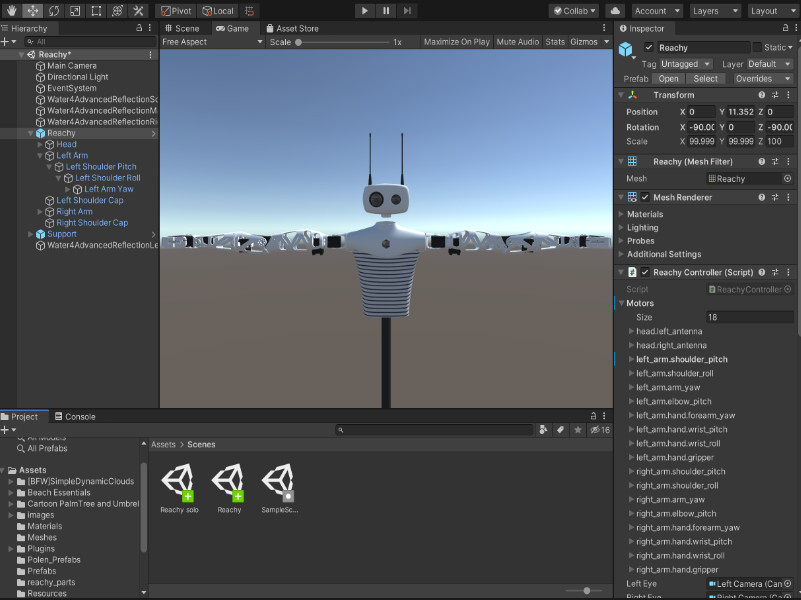 Pivot
Local
Collab
Account
Layers
Layout
Hierarchy
All
Reachy*
Main Camera
Directional Light
EventSystem
Water4AdvancedReflectionSc
Water4AdvancedReflectionM
Water4AdvancedReflectionRi
Reachy
Head
Left Arm
Left Shoulder Pitch
Left Shoulder Roll
Left Arm Yaw
Left Shoulder Cap
Right Arm
Right Shoulder Cap
Support
Water4AdvancedReflectionLe
Scene
Game
Asset Store
Free Aspect
Scale
1x
Maximize On Play
Mute Audio
Stats
Gizmos
Inspector
Reachy
Static
Tag Untagged Layer Default
Prefab Open Select Overrides
Transform
Position X 0 Y 11.352 Z 0
Rotation X -90.00 Y 0 Z -90.00
Scale X 99.999 Y 99.999 Z 100
Reachy (Mesh Filter)
Mesh Reachy
Mesh Renderer
Materials
Lighting
Probes
Additional Settings
Reachy Controller (Script)
Script ReachyController
Motors
Size 18
head.left_antenna
head.right_antenna
left_arm.shoulder_pitch
left_arm.shoulder_roll
left_arm.arm_yaw
left_arm.elbow_pitch
left_arm.hand.forearm_yaw
left_arm.hand.wrist_pitch
left_arm.hand.wrist_roll
left_arm.hand.gripper
right_arm.shoulder_pitch
right_arm.shoulder_roll
right_arm.arm_yaw
right_arm.elbow_pitch
right_arm.hand.forearm_yaw
right_arm.hand.wrist_pitch
right_arm.hand.wrist_roll
right_arm.hand.gripper
Left Eye Left Camera (Can
Right Eye Right Camera (Ca
Project
Console
16
All Models
All Prefabs
Assets
[BFW]SimpleDynamicClouds
Beach Essentials
Cartoon PalmTree and Umbrel
images
Materials
Meshes
Plugins
Polen_Prefabs
Prefabs
reachy_parts
Resources
Assets > Scenes
Reachy solo
Reachy
SampleSc...